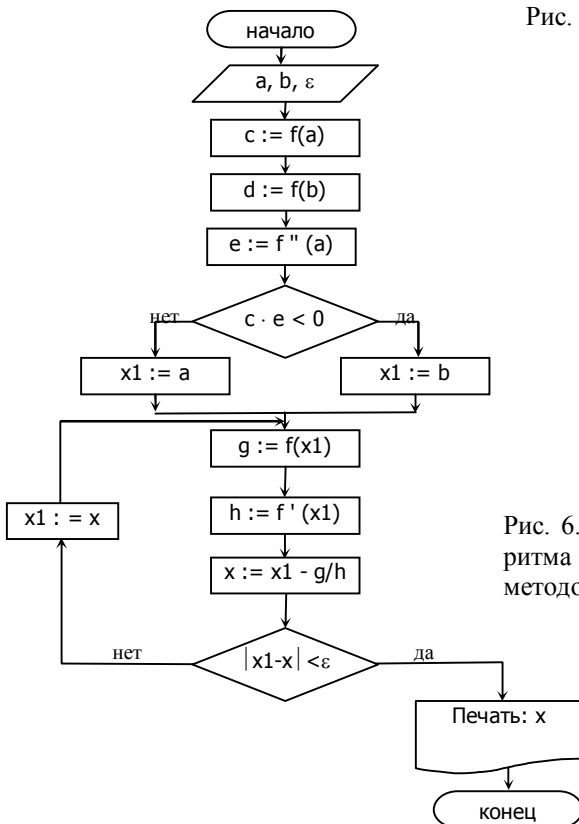 Рис.
начало
a, b, ε
c := f(a)
d := f(b)
e := f " (a)
нет
c · e < 0
да
x1 := a
x1 := b
g := f(x1)
x1 : = x
h := f ' (x1)
Рис. 6.
ритма
методо
x := x1 - g/h
нет
|x1-x| <ε
да
Печать: x
конец